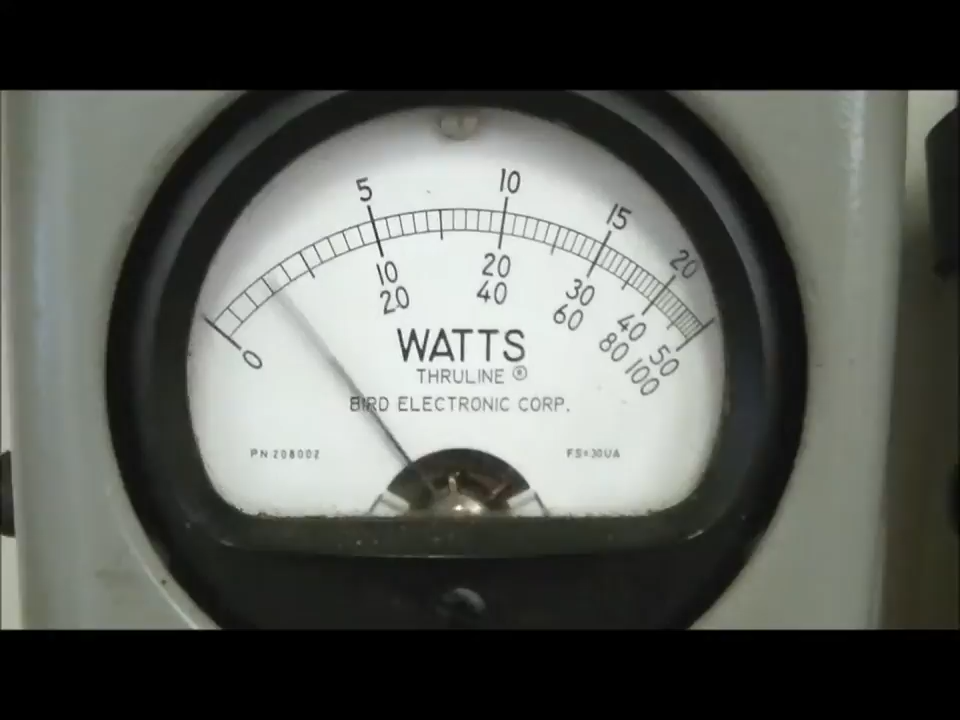 5 10 15 20
0 10 20 30 40 50
20 40 60 80 100
WATTS
THRULINE ®
BIRD ELECTRONIC CORP.
PN 208002 FS=30UA